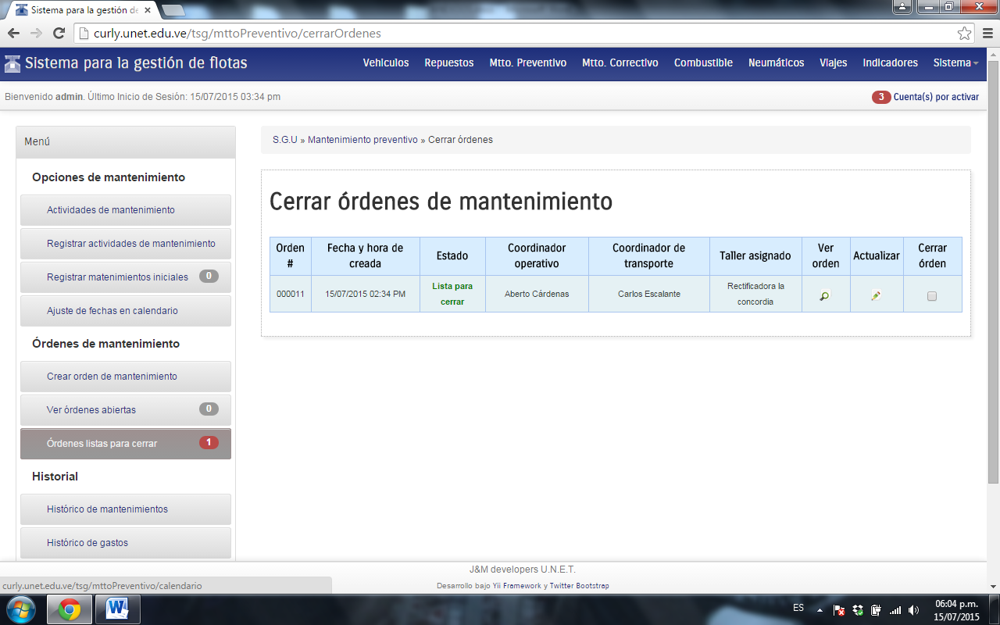 Sistema para la gestión de
curly.unet.edu.ve/tsg/mttoPreventivo/cerrarOrdenes
Sistema para la gestión de flotas
Vehiculos Repuestos Mtto. Preventivo Mtto. Correctivo Combustible Neumáticos Viajes Indicadores Sistema
Bienvenido admin. Último Inicio de Sesión: 15/07/2015 03:34 pm
3 Cuenta(s) por activar
Menú
Opciones de mantenimiento
Actividades de mantenimiento
Registrar actividades de mantenimiento
Registrar matenimientos iniciales 0
Ajuste de fechas en calendario
Órdenes de mantenimiento
Crear orden de mantenimiento
Ver órdenes abiertas 0
Órdenes listas para cerrar 1
Historial
Histórico de mantenimientos
Histórico de gastos
S.G.U » Mantenimiento preventivo » Cerrar órdenes
Cerrar órdenes de mantenimiento
Orden #
Fecha y hora de creada
Estado
Coordinador operativo
Coordinador de transporte
Taller asignado
Ver orden
Actualizar
Cerrar órden
000011
15/07/2015 02:34 PM
Lista para cerrar
Aberto Cárdenas
Carlos Escalante
Rectificadora la concordia
J&M developers U.N.E.T.
Desarrollo bajo Yii Framework y Twitter Bootstrap
curly.unet.edu.ve/tsg/mttoPreventivo/calendario
ES
06:04 p.m.
15/07/2015